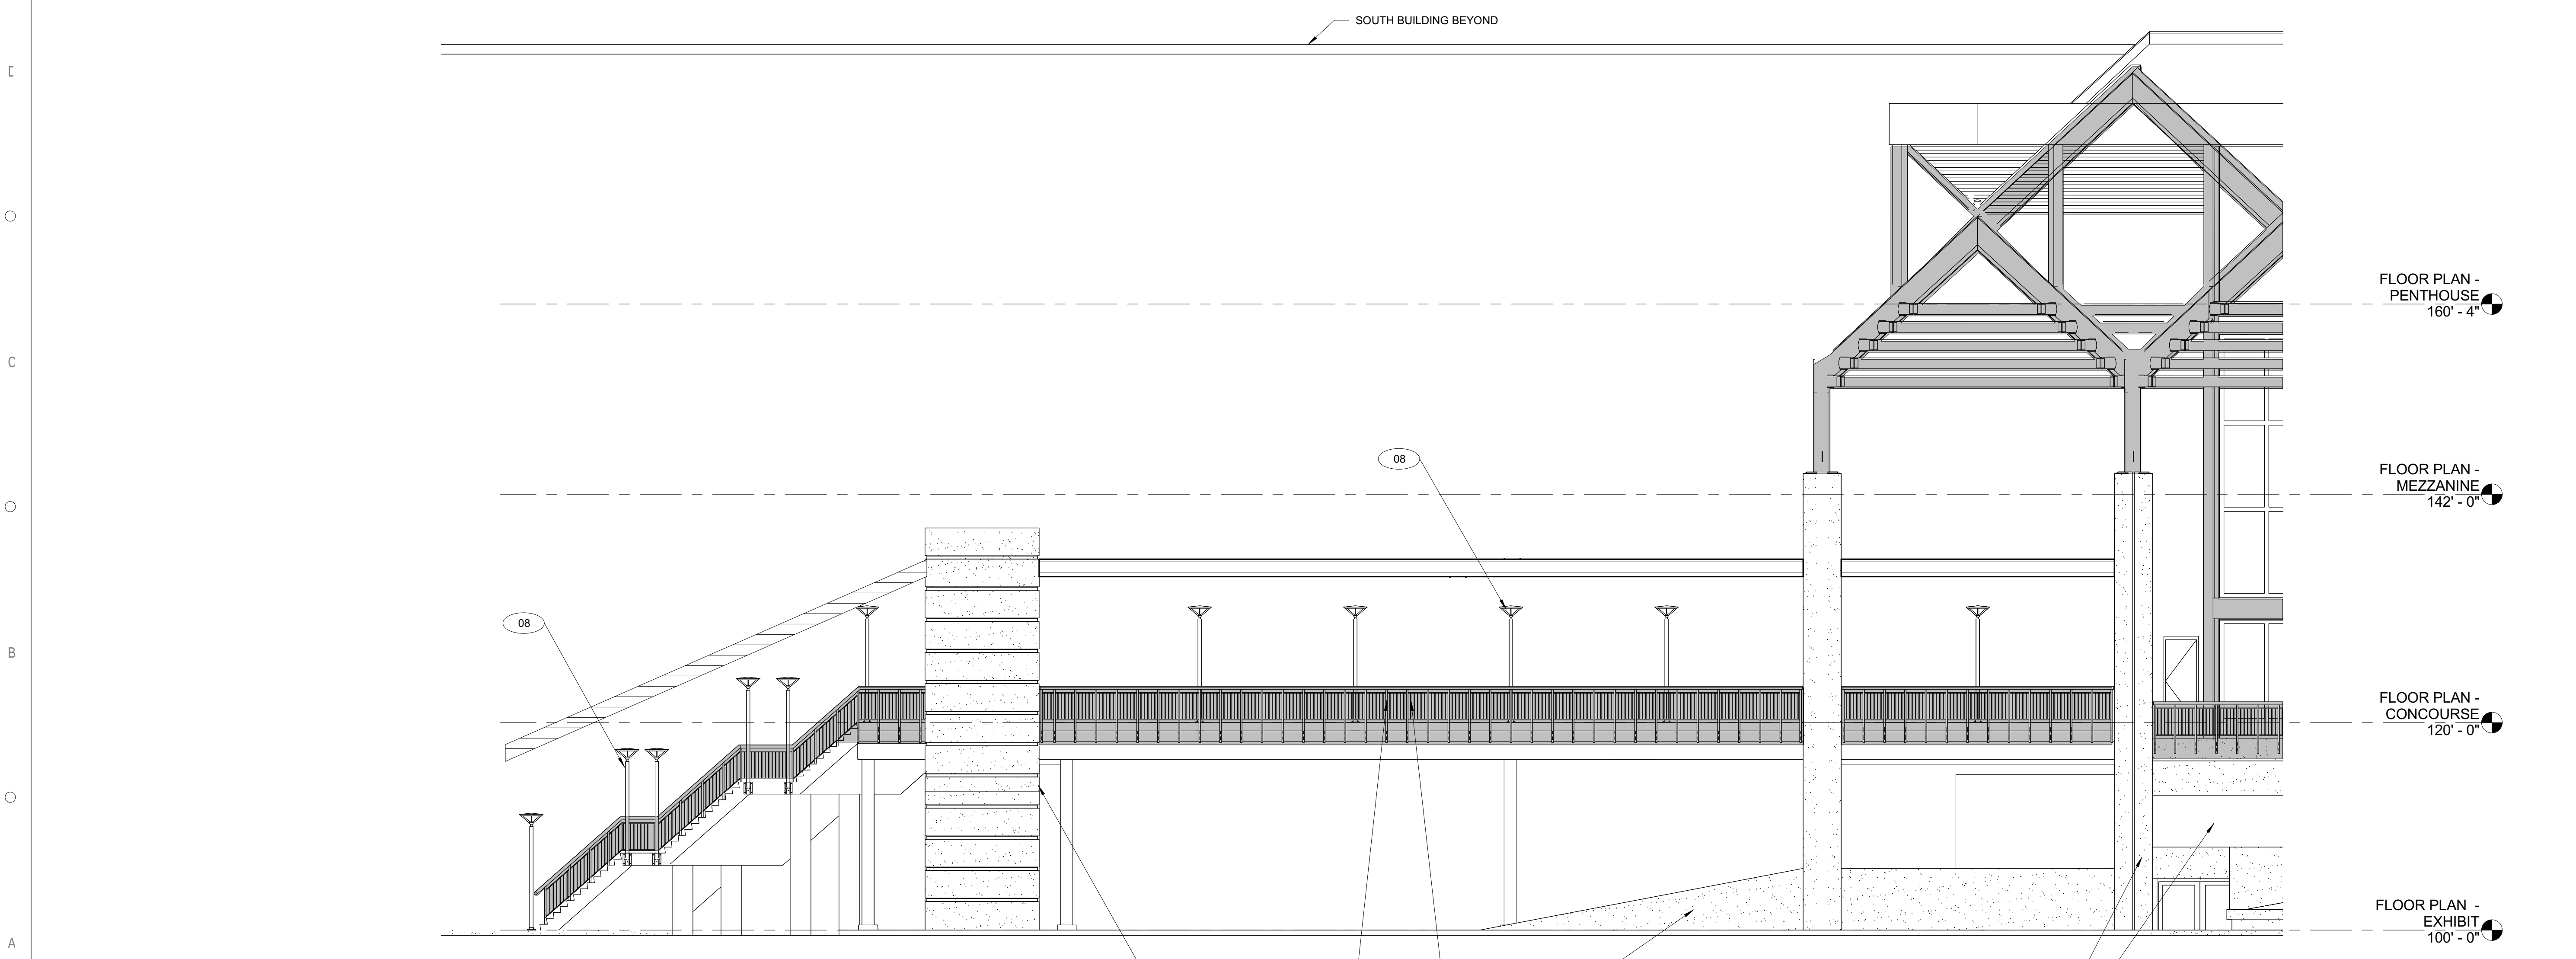 SOUTH BUILDING BEYOND
D
FLOOR PLAN -
PENTHOUSE
160' - 4"
C
08
FLOOR PLAN -
MEZZANINE
142' - 0"
08
B
FLOOR PLAN -
CONCOURSE
120' - 0"
FLOOR PLAN -
EXHIBIT
100' - 0"
A